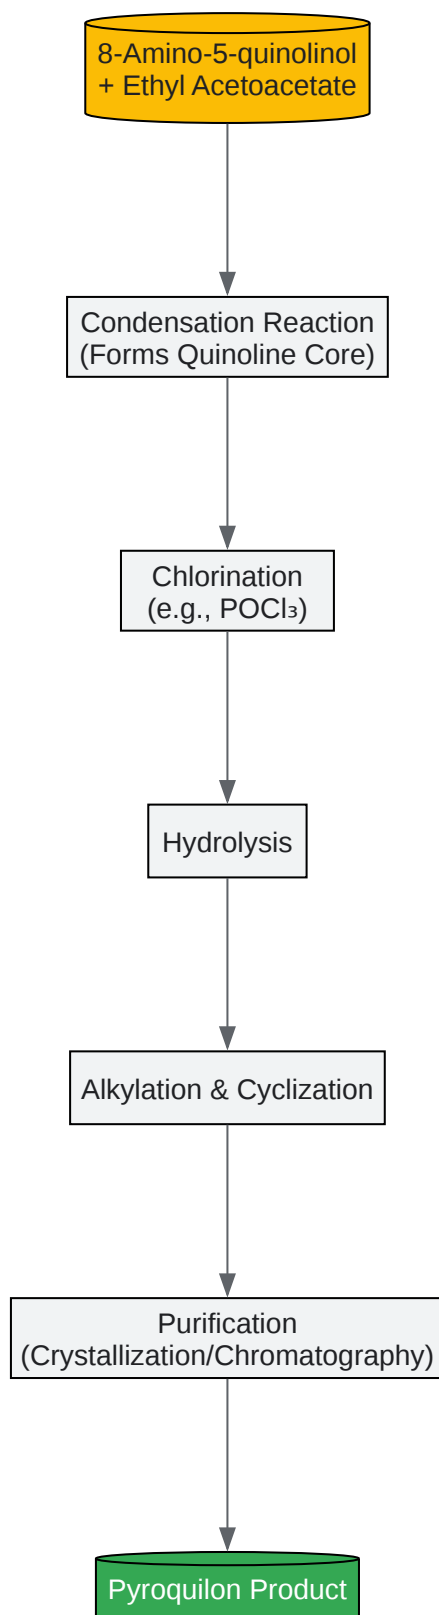 8-Amino-5-quinolinol
+ Ethyl Acetoacetate
Condensation Reaction
(Forms Quinoline Core)
Chlorination
(e.g., POCl₃)
Hydrolysis
Alkylation & Cyclization
Purification
(Crystallization/Chromatography)
Pyroquilon Product